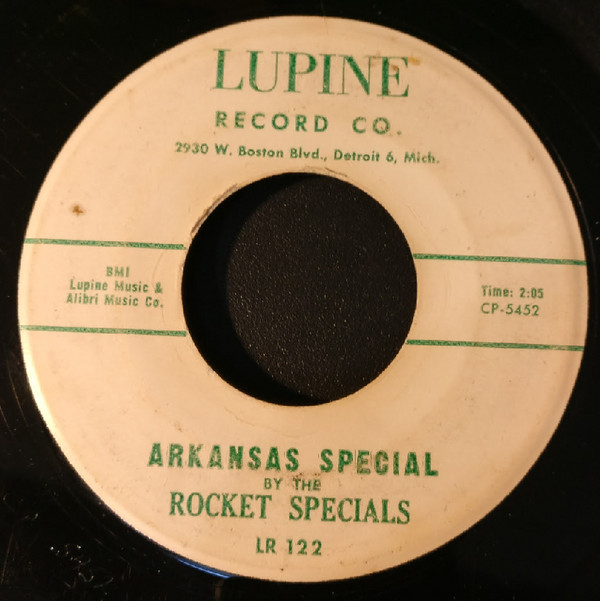 LUPINE
RECORD CO.
2930 W. Boston Blvd., Detroit 6, Mich.
BMI
Lupine Music &
Alibri Music Co.
Time: 2:05
CP-5452
ARKANSAS SPECIAL
BY THE
ROCKET SPECIALS
LR 122